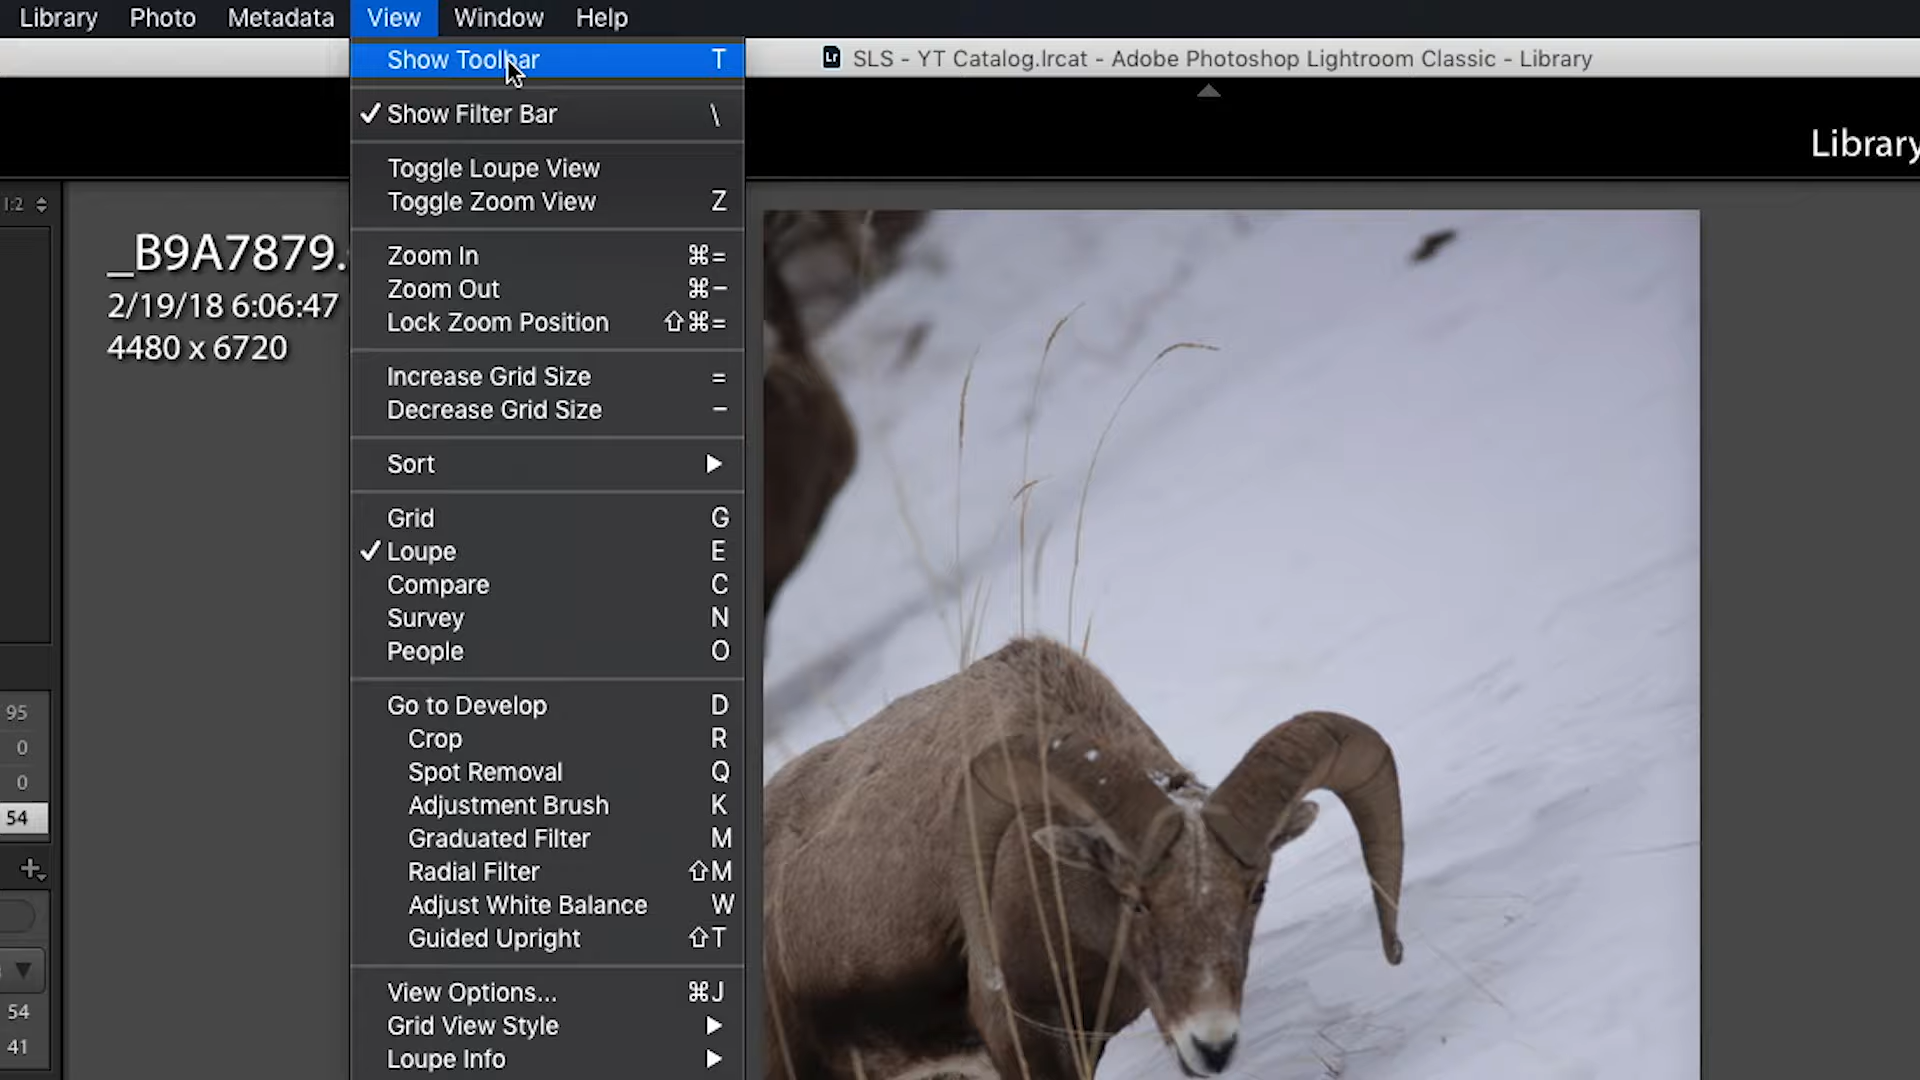 Library Photo Metadata View Window Help
SLS - YT Catalog.lrcat - Adobe Photoshop Lightroom Classic - Library
Library
1:2
_B9A7879.
2/19/18 6:06:47
4480 x 6720
95
0
0
54
54
41
Show Toolbar T
✓ Show Filter Bar \
Toggle Loupe View
Toggle Zoom View Z
Zoom In ⌘=
Zoom Out ⌘−
Lock Zoom Position ⇧⌘=
Increase Grid Size =
Decrease Grid Size −
Sort ▶
Grid G
✓ Loupe E
Compare C
Survey N
People O
Go to Develop D
Crop R
Spot Removal Q
Adjustment Brush K
Graduated Filter M
Radial Filter ⇧M
Adjust White Balance W
Guided Upright ⇧T
View Options... ⌘J
Grid View Style ▶
Loupe Info ▶